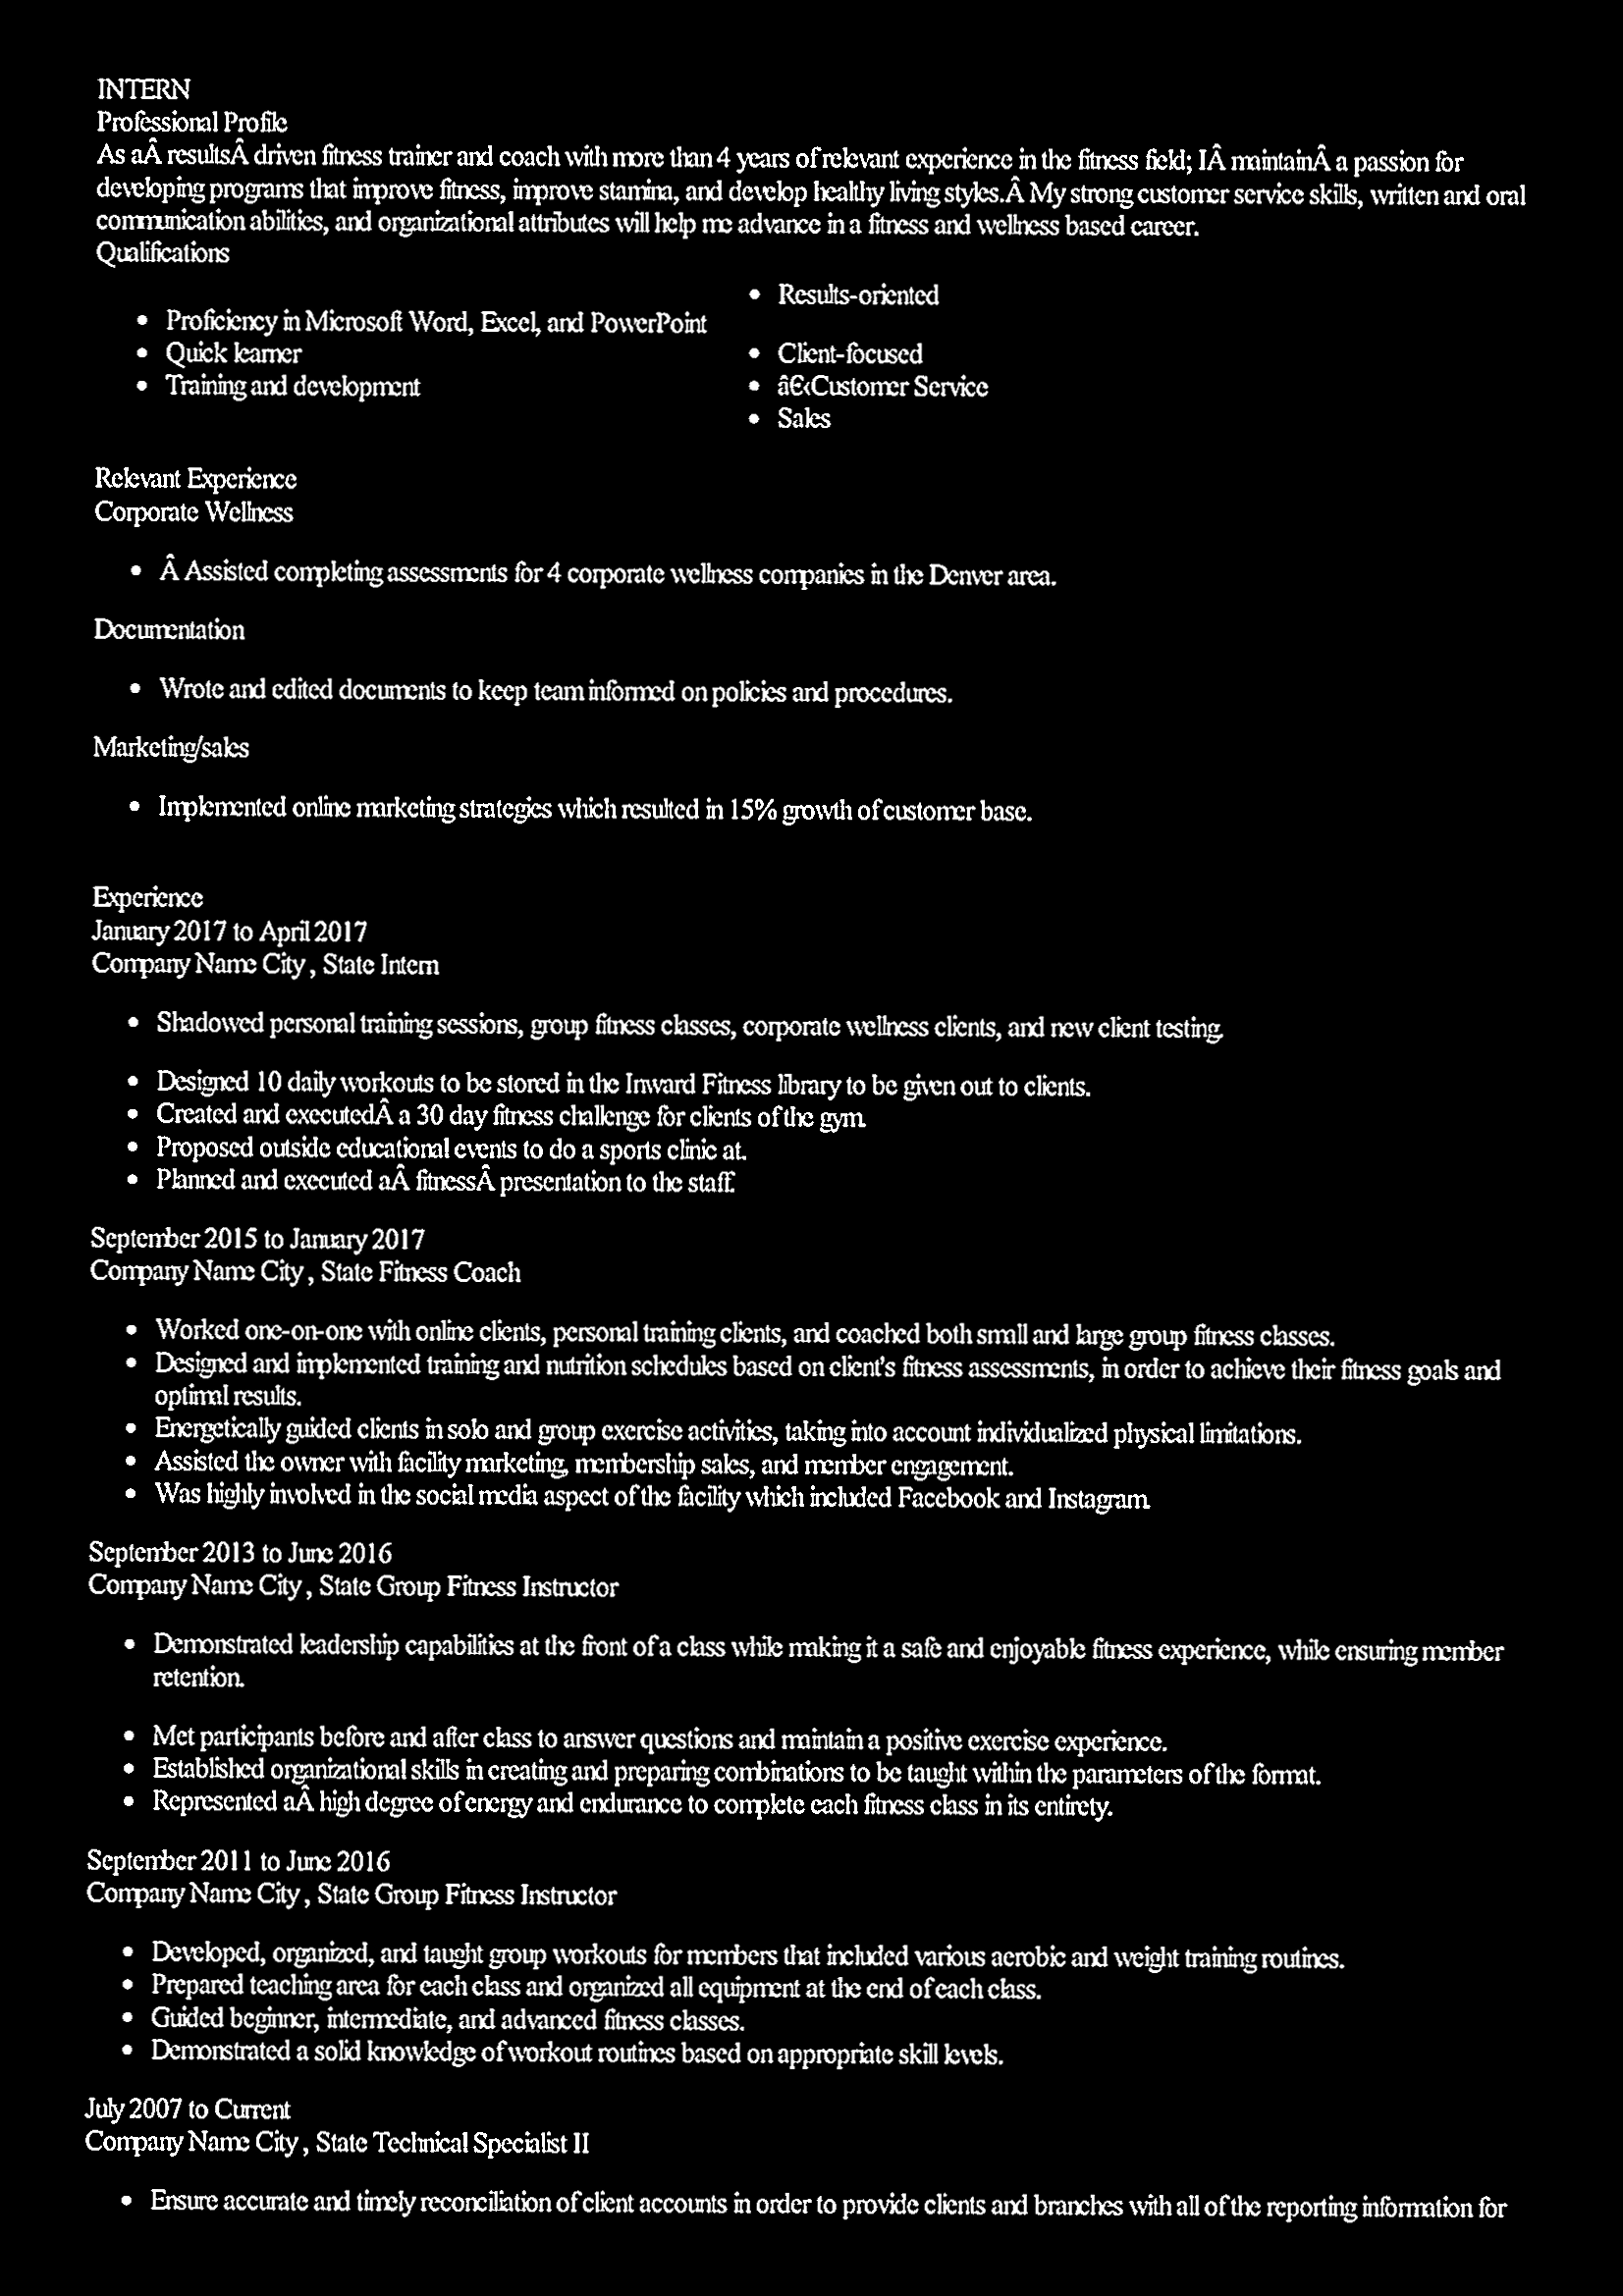 INTERN
Professional Profile
As aÂ resultsÂ driven fitness trainer and coach with more than 4 years of relevant experience in the fitness field; IÂ maintainÂ a passion for
developing programs that improve fitness, improve stamina, and develop healthy living styles.Â My strong customer service skills, written and oral
communication abilities, and organizational attributes will help me advance in a fitness and wellness based career.
Qualifications
• Proficiency in Microsoft Word, Excel, and PowerPoint
• Quick learner
• Training and development
• Results-oriented
• Client-focused
• â€‹Customer Service
• Sales
Relevant Experience
Corporate Wellness
• Â Assisted completing assessments for 4 corporate wellness companies in the Denver area.
Documentation
• Wrote and edited documents to keep team informed on policies and procedures.
Marketing/sales
• Implemented online marketing strategies which resulted in 15% growth of customer base.
Experience
January 2017 to April 2017
Company Name City , State Intern
• Shadowed personal training sessions, group fitness classes, corporate wellness clients, and new client testing.
• Designed 10 daily workouts to be stored in the Inward Fitness library to be given out to clients.
• Created and executedÂ a 30 day fitness challenge for clients of the gym.
• Proposed outside educational events to do a sports clinic at.
• Planned and executed aÂ fitnessÂ presentation to the staff.
September 2015 to January 2017
Company Name City , State Fitness Coach
• Worked one-on-one with online clients, personal training clients, and coached both small and large group fitness classes.
• Designed and implemented training and nutrition schedules based on client's fitness assessments, in order to achieve their fitness goals and
optimal results.
• Energetically guided clients in solo and group exercise activities, taking into account individualized physical limitations.
• Assisted the owner with facility marketing, membership sales, and member engagement.
• Was highly involved in the social media aspect of the facility which included Facebook and Instagram.
September 2013 to June 2016
Company Name City , State Group Fitness Instructor
• Demonstrated leadership capabilities at the front of a class while making it a safe and enjoyable fitness experience, while ensuring member
retention.
• Met participants before and after class to answer questions and maintain a positive exercise experience.
• Established organizational skills in creating and preparing combinations to be taught within the parameters of the format.
• Represented aÂ high degree of energy and endurance to complete each fitness class in its entirety.
September 2011 to June 2016
Company Name City , State Group Fitness Instructor
• Developed, organized, and taught group workouts for members that included various aerobic and weight training routines.
• Prepared teaching area for each class and organized all equipment at the end of each class.
• Guided beginner, intermediate, and advanced fitness classes.
• Demonstrated a solid knowledge of workout routines based on appropriate skill levels.
July 2007 to Current
Company Name City , State Technical Specialist II
• Ensure accurate and timely reconciliation of client accounts in order to provide clients and branches with all of the reporting information for